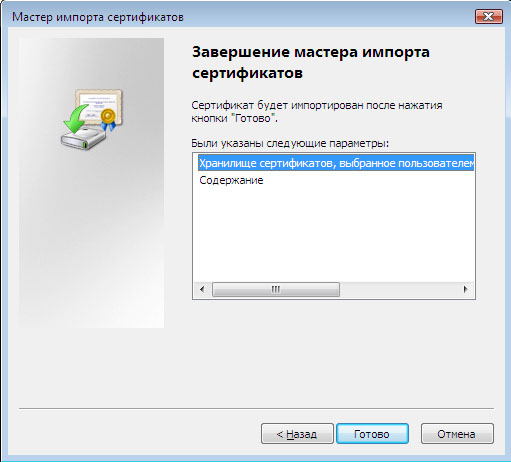 Мастер импорта сертификатов
Завершение мастера импорта
сертификатов
Сертификат будет импортирован после нажатия
кнопки "Готово".
Были указаны следующие параметры:
Хранилище сертификатов, выбранное пользователем
Содержание
< Назад
Готово
Отмена